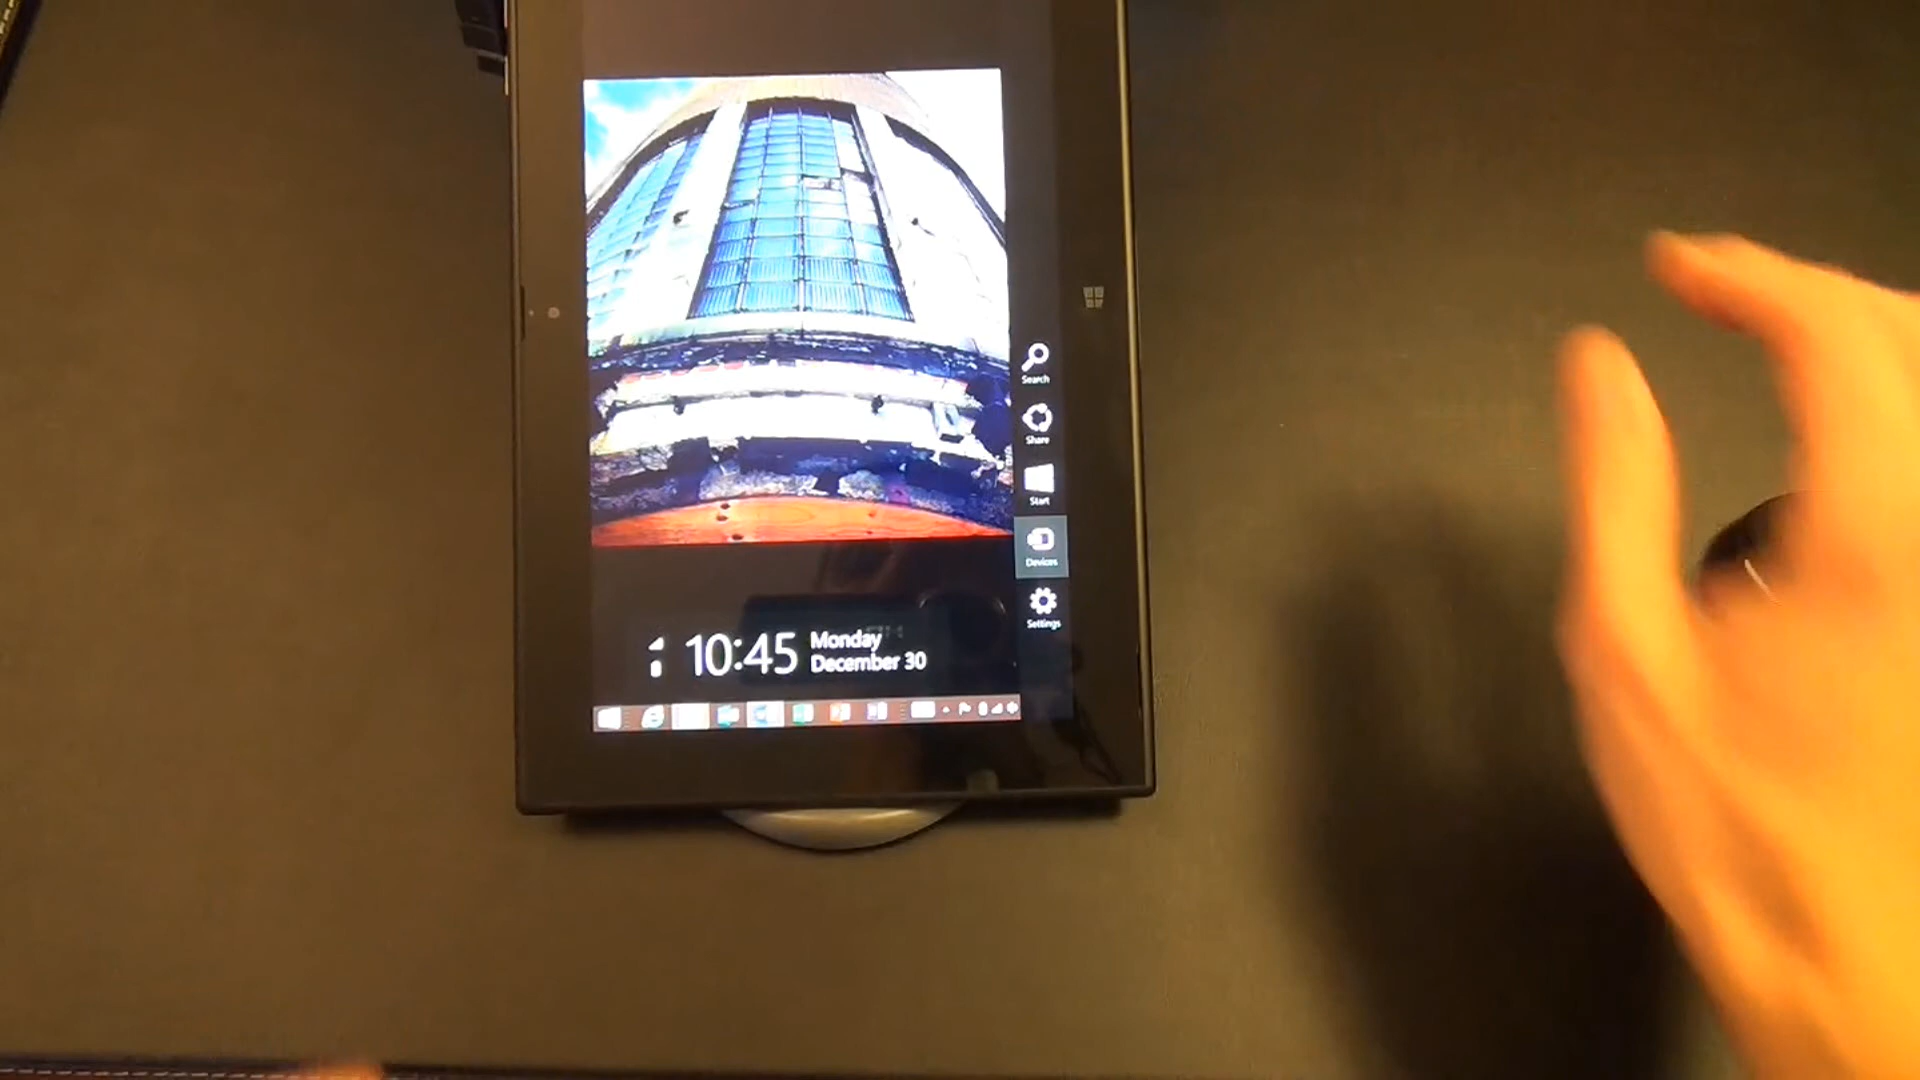 Search
Share
Start
Devices
Settings
10:45
Monday
December 30